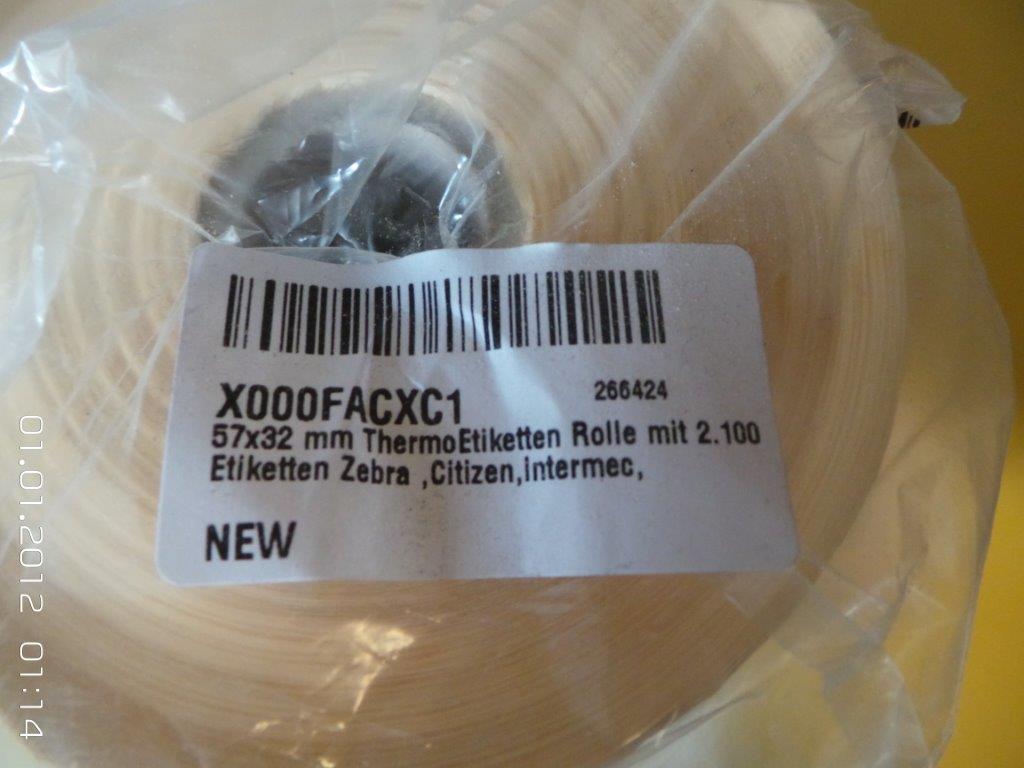 X000FACXC1
266424
57x32 mm ThermoEtiketten Rolle mit 2.100
Etiketten Zebra ,Citizen,intermec,
NEW
01.01.2012 01:14